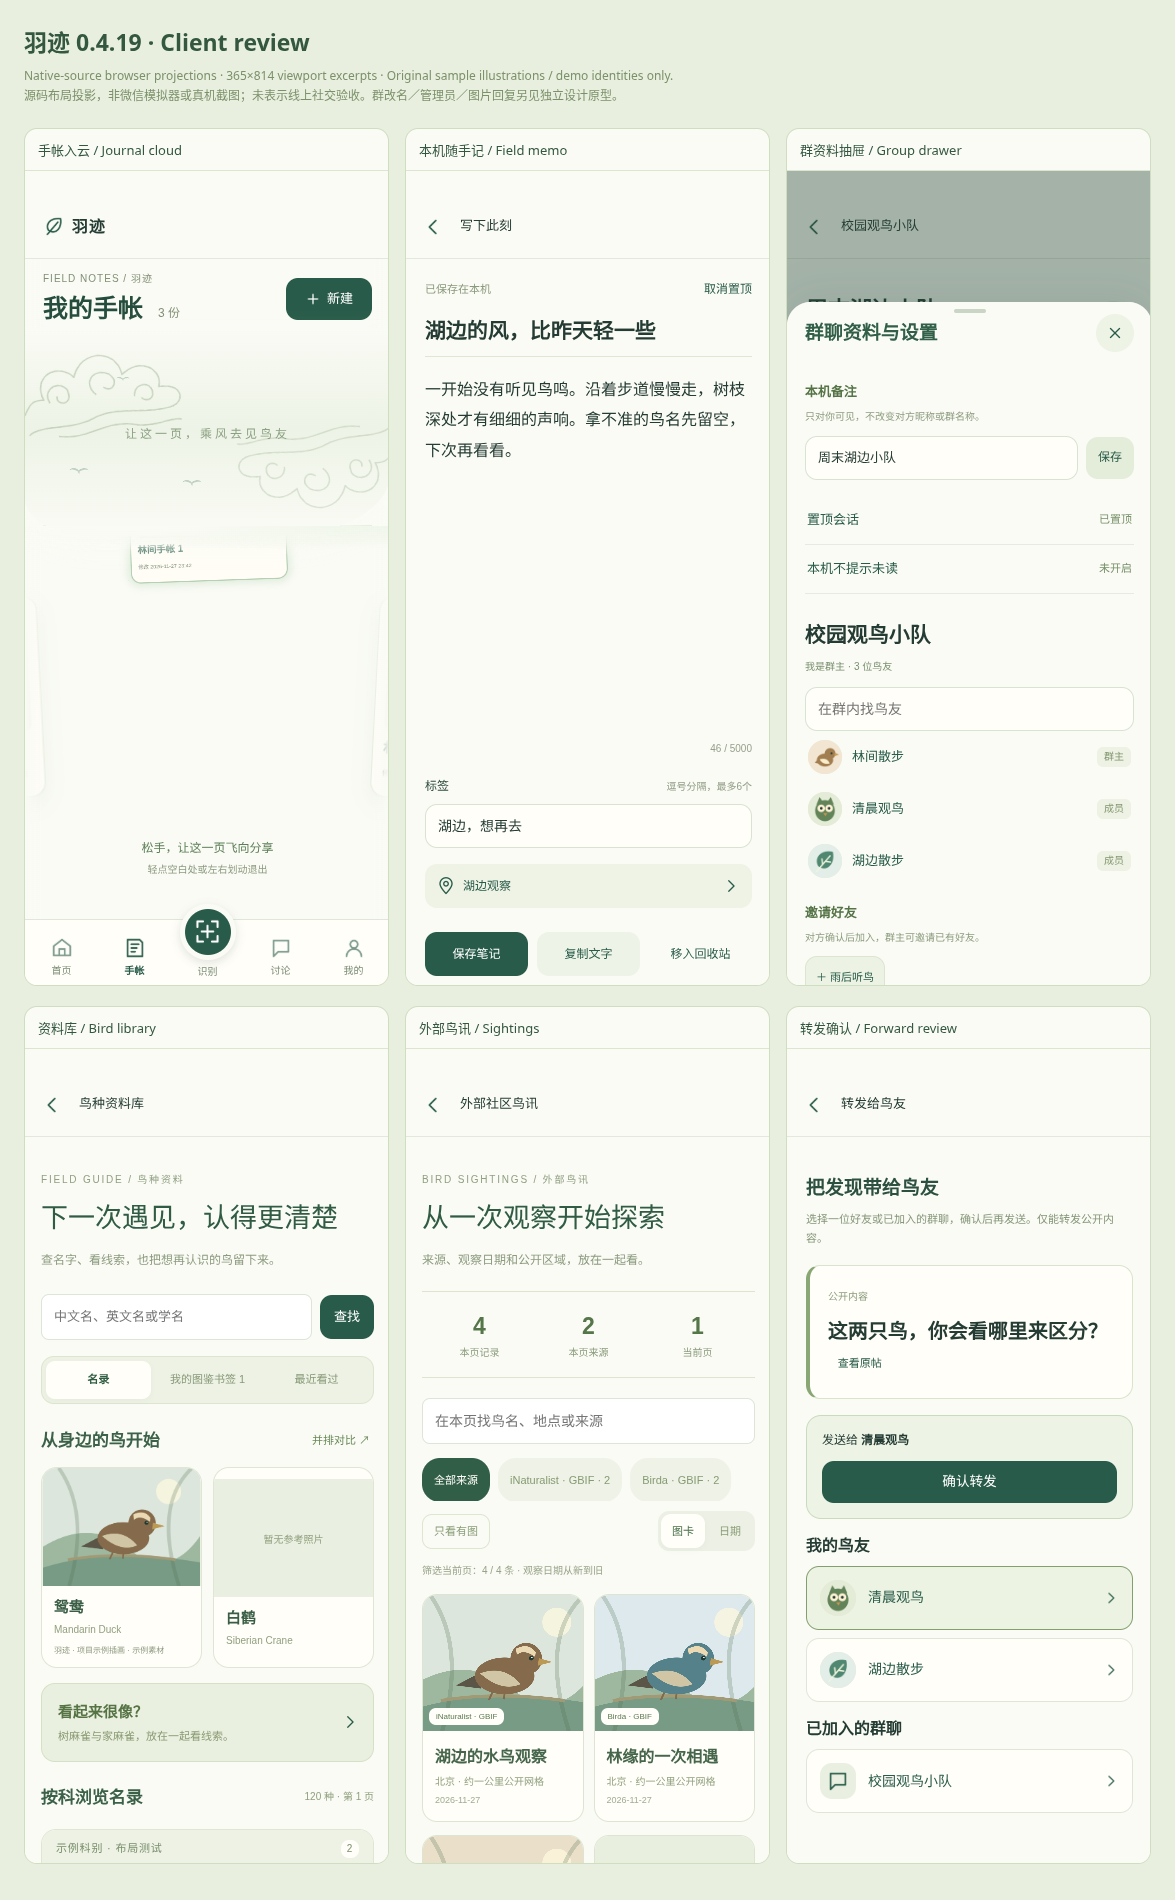 羽迹 0.4.19 · Client review
Native-source browser projections · 365×814 viewport excerpts · Original sample illustrations / demo identities only.
源码布局投影，非微信模拟器或真机截图；未表示线上社交验收。群改名／管理员／图片回复另见独立设计原型。
手帐入云 / Journal cloud
羽迹
FIELD NOTES / 羽迹
我的手帐 3 份
＋ 新建
让这一页，乘风去见鸟友
林间手帐 1
松手，让这一页飞向分享
轻点空白处或左右划动退出
首页
手帐
识别
讨论
我的
本机随手记 / Field memo
写下此刻
已保存在本机
取消置顶
湖边的风，比昨天轻一些
一开始没有听见鸟鸣。沿着步道慢慢走，树枝
深处才有细细的声响。拿不准的鸟名先留空，
下次再看看。
46 / 5000
标签
逗号分隔，最多6个
湖边，想再去
湖边观察
保存笔记
复制文字
移入回收站
群资料抽屉 / Group drawer
校园观鸟小队
群聊资料与设置
本机备注
只对你可见，不改变对方昵称或群名称。
周末湖边小队
保存
置顶会话
已置顶
本机不提示未读
未开启
校园观鸟小队
我是群主 · 3 位鸟友
在群内找鸟友
林间散步
群主
清晨观鸟
成员
湖边散步
成员
邀请好友
对方确认后加入，群主可邀请已有好友。
＋ 雨后听鸟
资料库 / Bird library
鸟种资料库
FIELD GUIDE / 鸟种资料
下一次遇见，认得更清楚
查名字、看线索，也把想再认识的鸟留下来。
中文名、英文名或学名
查找
名录
我的图鉴书签 1
最近看过
从身边的鸟开始
并排对比 ↗
鸳鸯
Mandarin Duck
羽迹 · 项目示例插画 · 示例素材
暂无参考照片
白鹤
Siberian Crane
看起来很像？
树麻雀与家麻雀，放在一起看线索。
按科浏览名录
120 种 · 第 1 页
示例科别 · 布局测试
2
外部鸟讯 / Sightings
外部社区鸟讯
BIRD SIGHTINGS / 外部鸟讯
从一次观察开始探索
来源、观察日期和公开区域，放在一起看。
4
本页记录
2
本页来源
1
当前页
在本页找鸟名、地点或来源
全部来源
iNaturalist · GBIF · 2
Birda · GBIF · 2
只看有图
图卡
日期
筛选当前页：4 / 4 条 · 观察日期从新到旧
iNaturalist · GBIF
湖边的水鸟观察
北京 · 约一公里公开网格
2026-11-27
Birda · GBIF
林缘的一次相遇
北京 · 约一公里公开网格
2026-11-27
转发确认 / Forward review
转发给鸟友
把发现带给鸟友
选择一位好友或已加入的群聊，确认后再发送。仅能转发公开内
容。
公开内容
这两只鸟，你会看哪里来区分？
查看原帖
发送给 清晨观鸟
确认转发
我的鸟友
清晨观鸟
湖边散步
已加入的群聊
校园观鸟小队